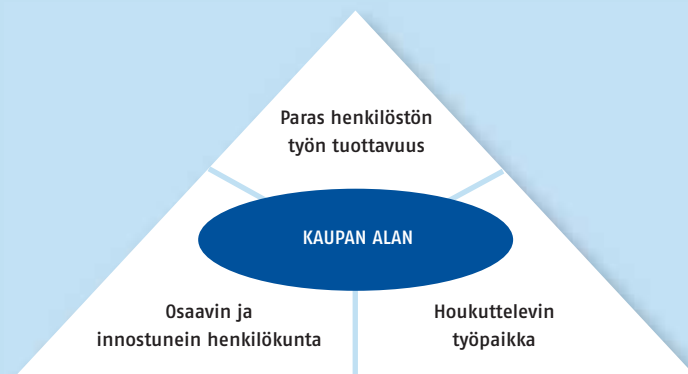 Paras henkilöstön
työn tuottavuus
KAUPAN ALAN
Osaavin ja
innostunein henkilökunta
Houkuttelevin
työpaikka